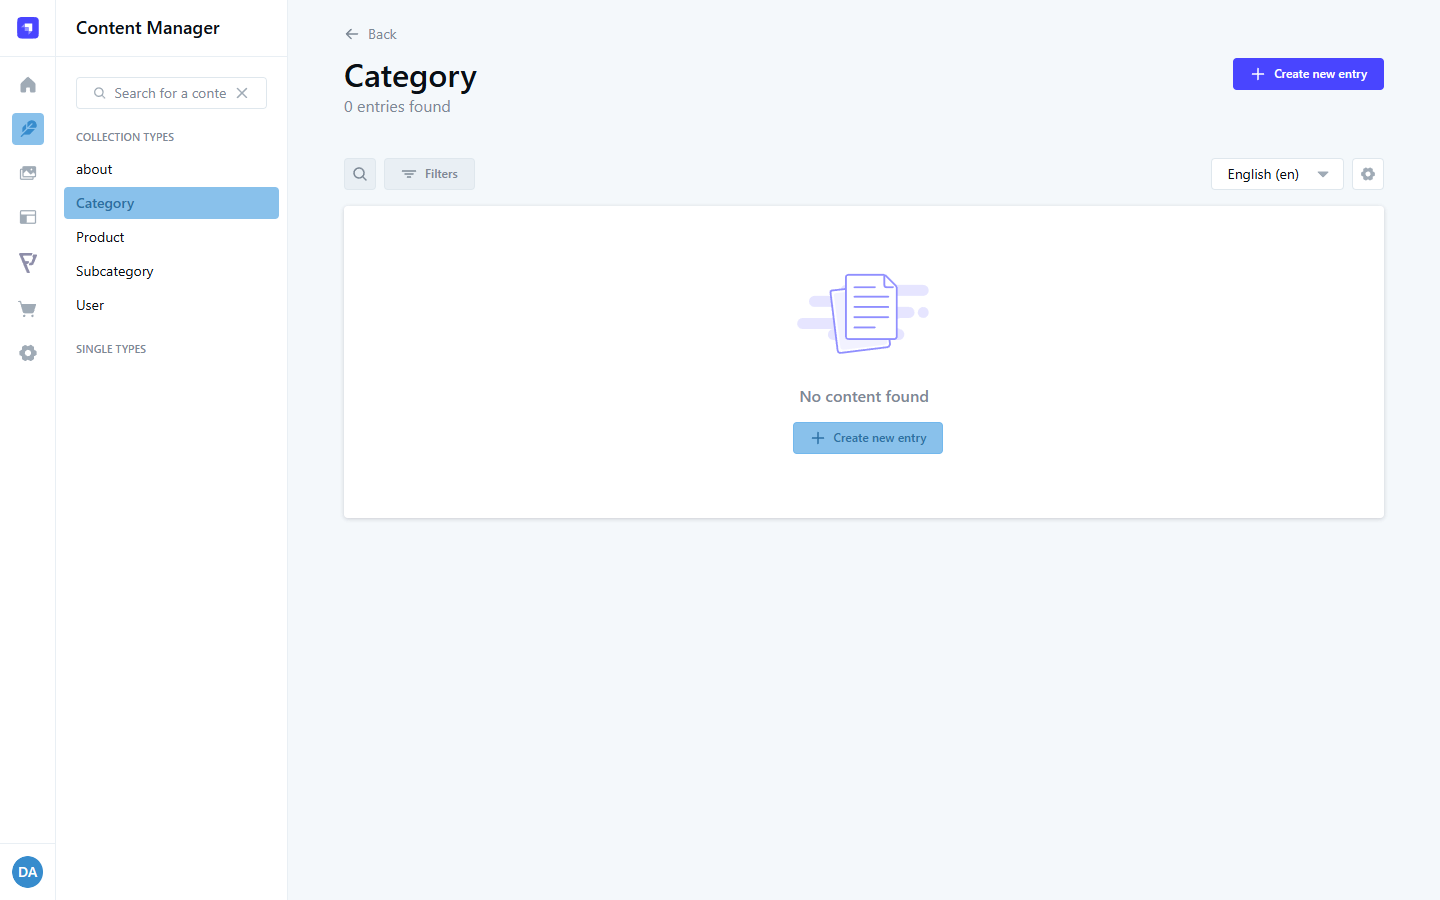 Content Manager
Search for a conte
COLLECTION TYPES
about
Category
Product
Subcategory
User
SINGLE TYPES
DA
Back
Category
0 entries found
Create new entry
Filters
English (en)
No content found
Create new entry